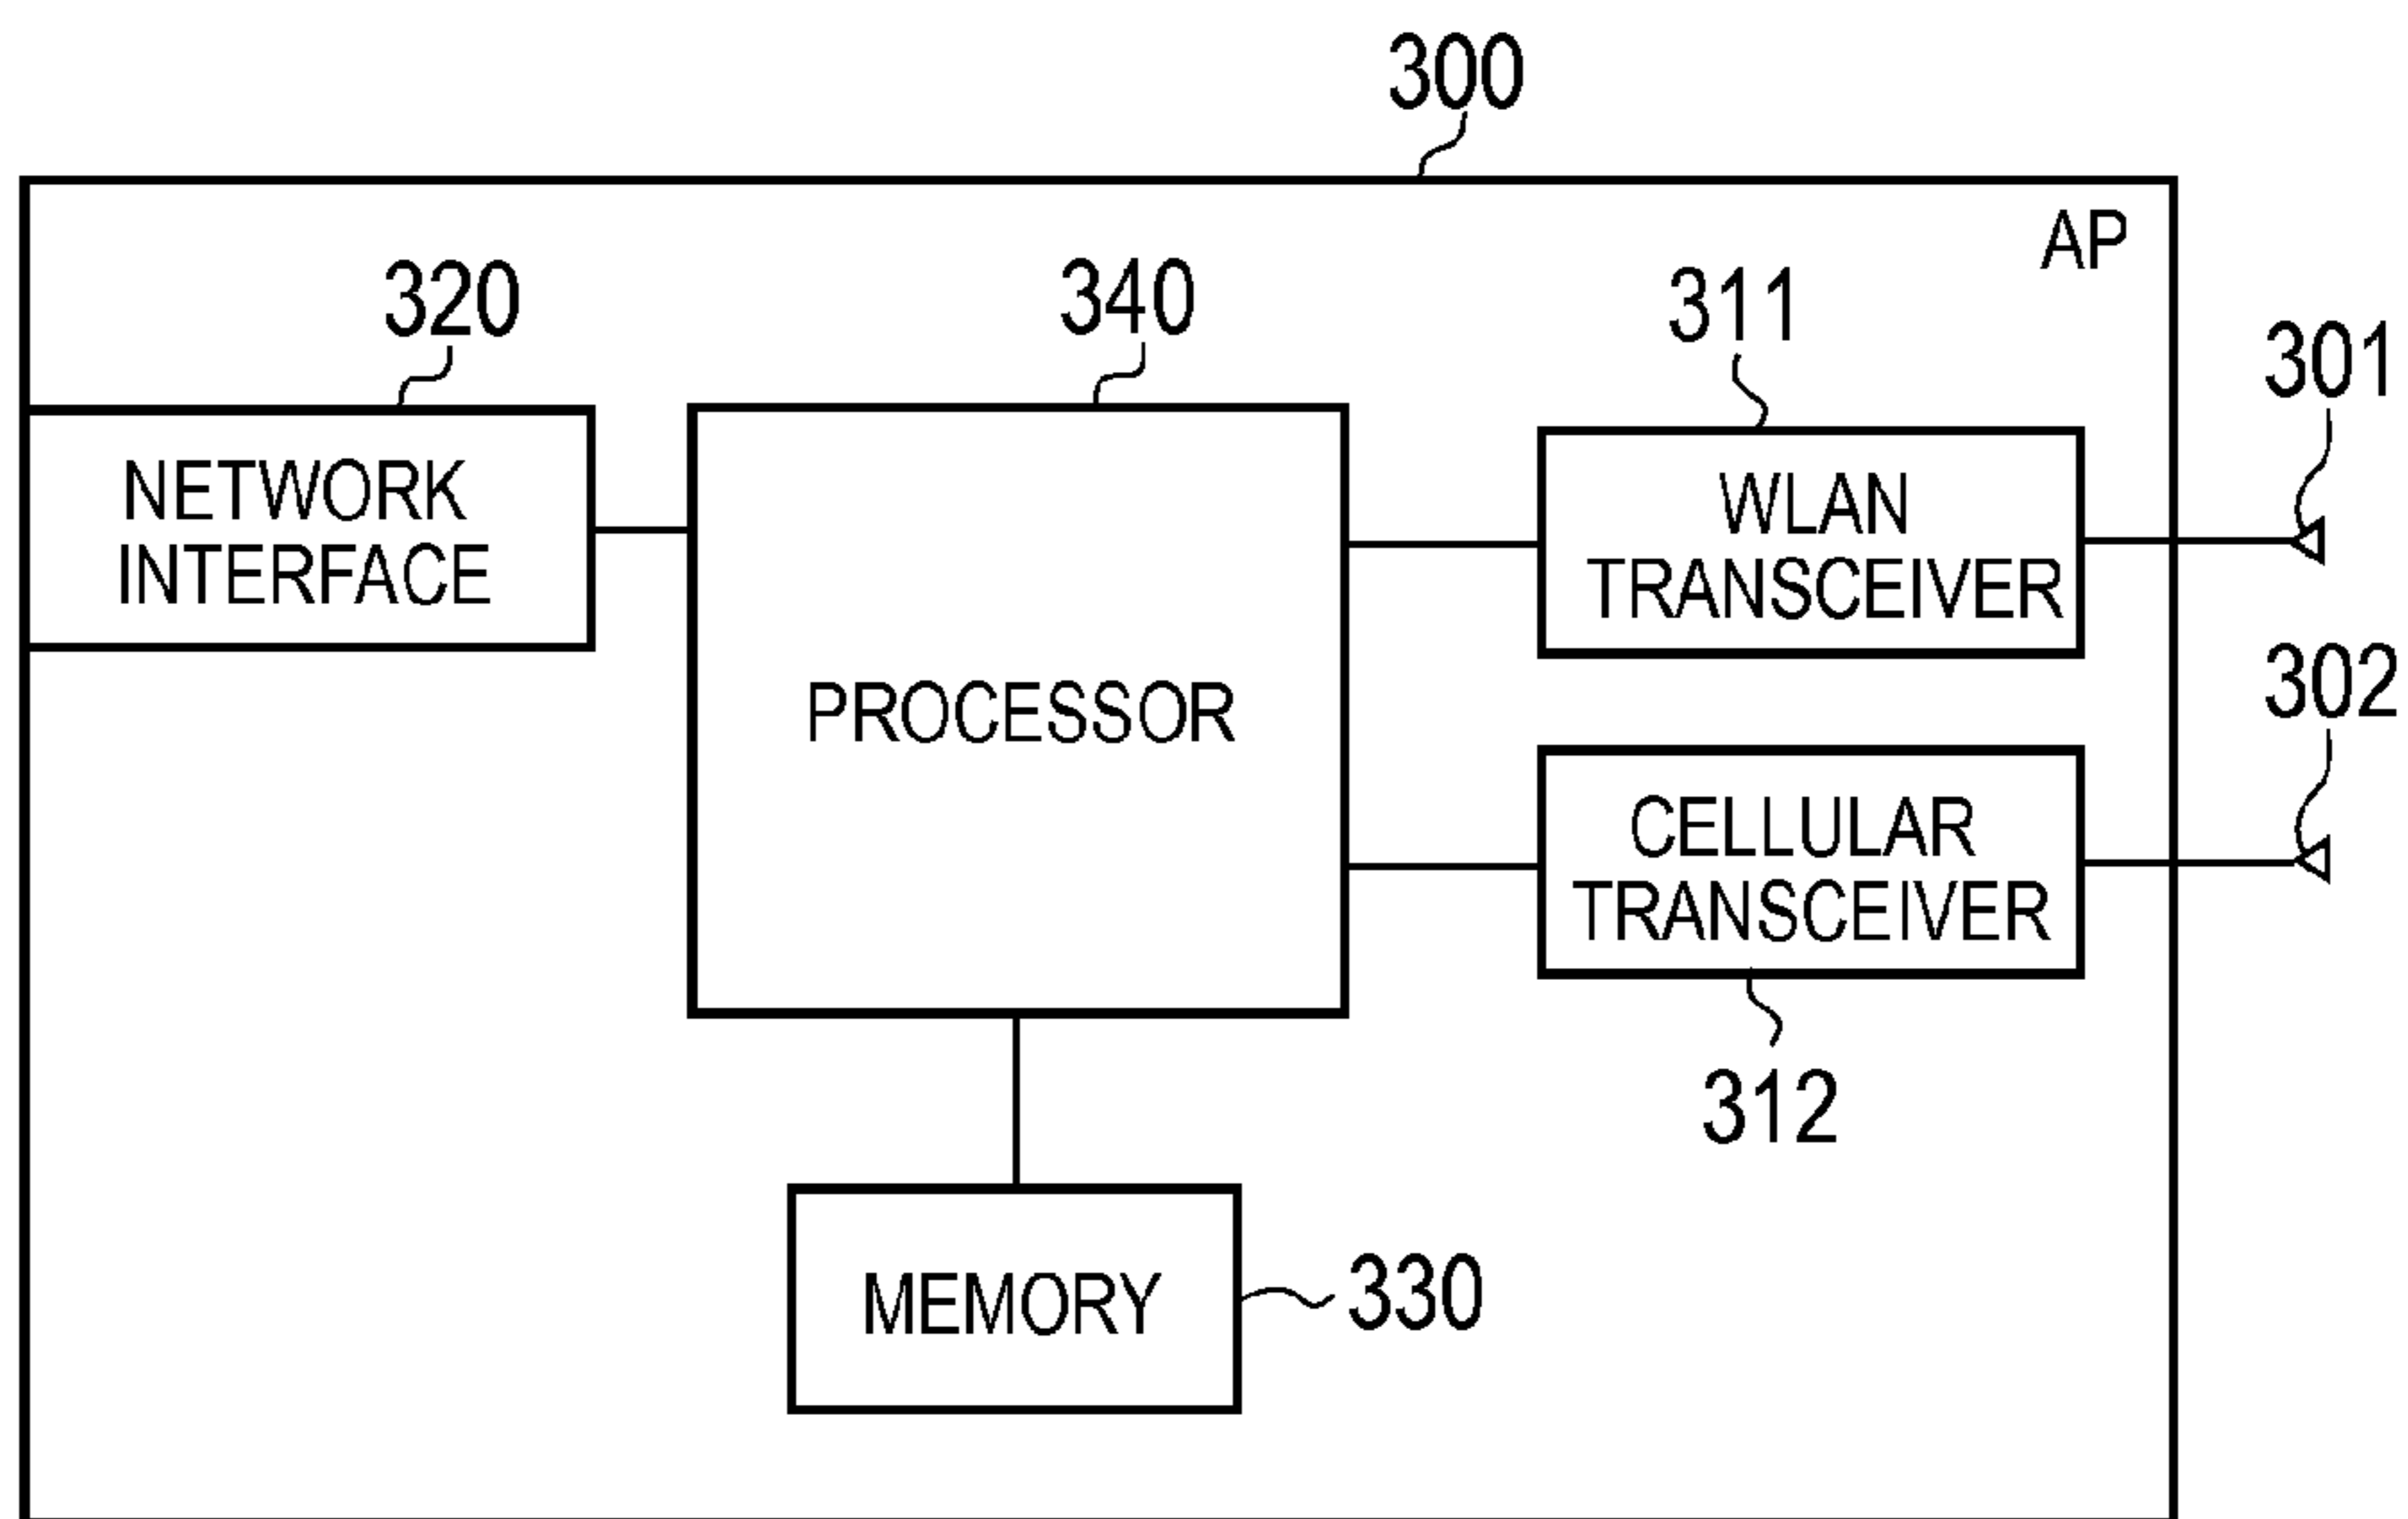 300
AP
320
340
311
301
NETWORK
INTERFACE
WLAN
TRANSCEIVER
302
PROCESSOR
CELLULAR
TRANSCEIVER
312
MEMORY
330